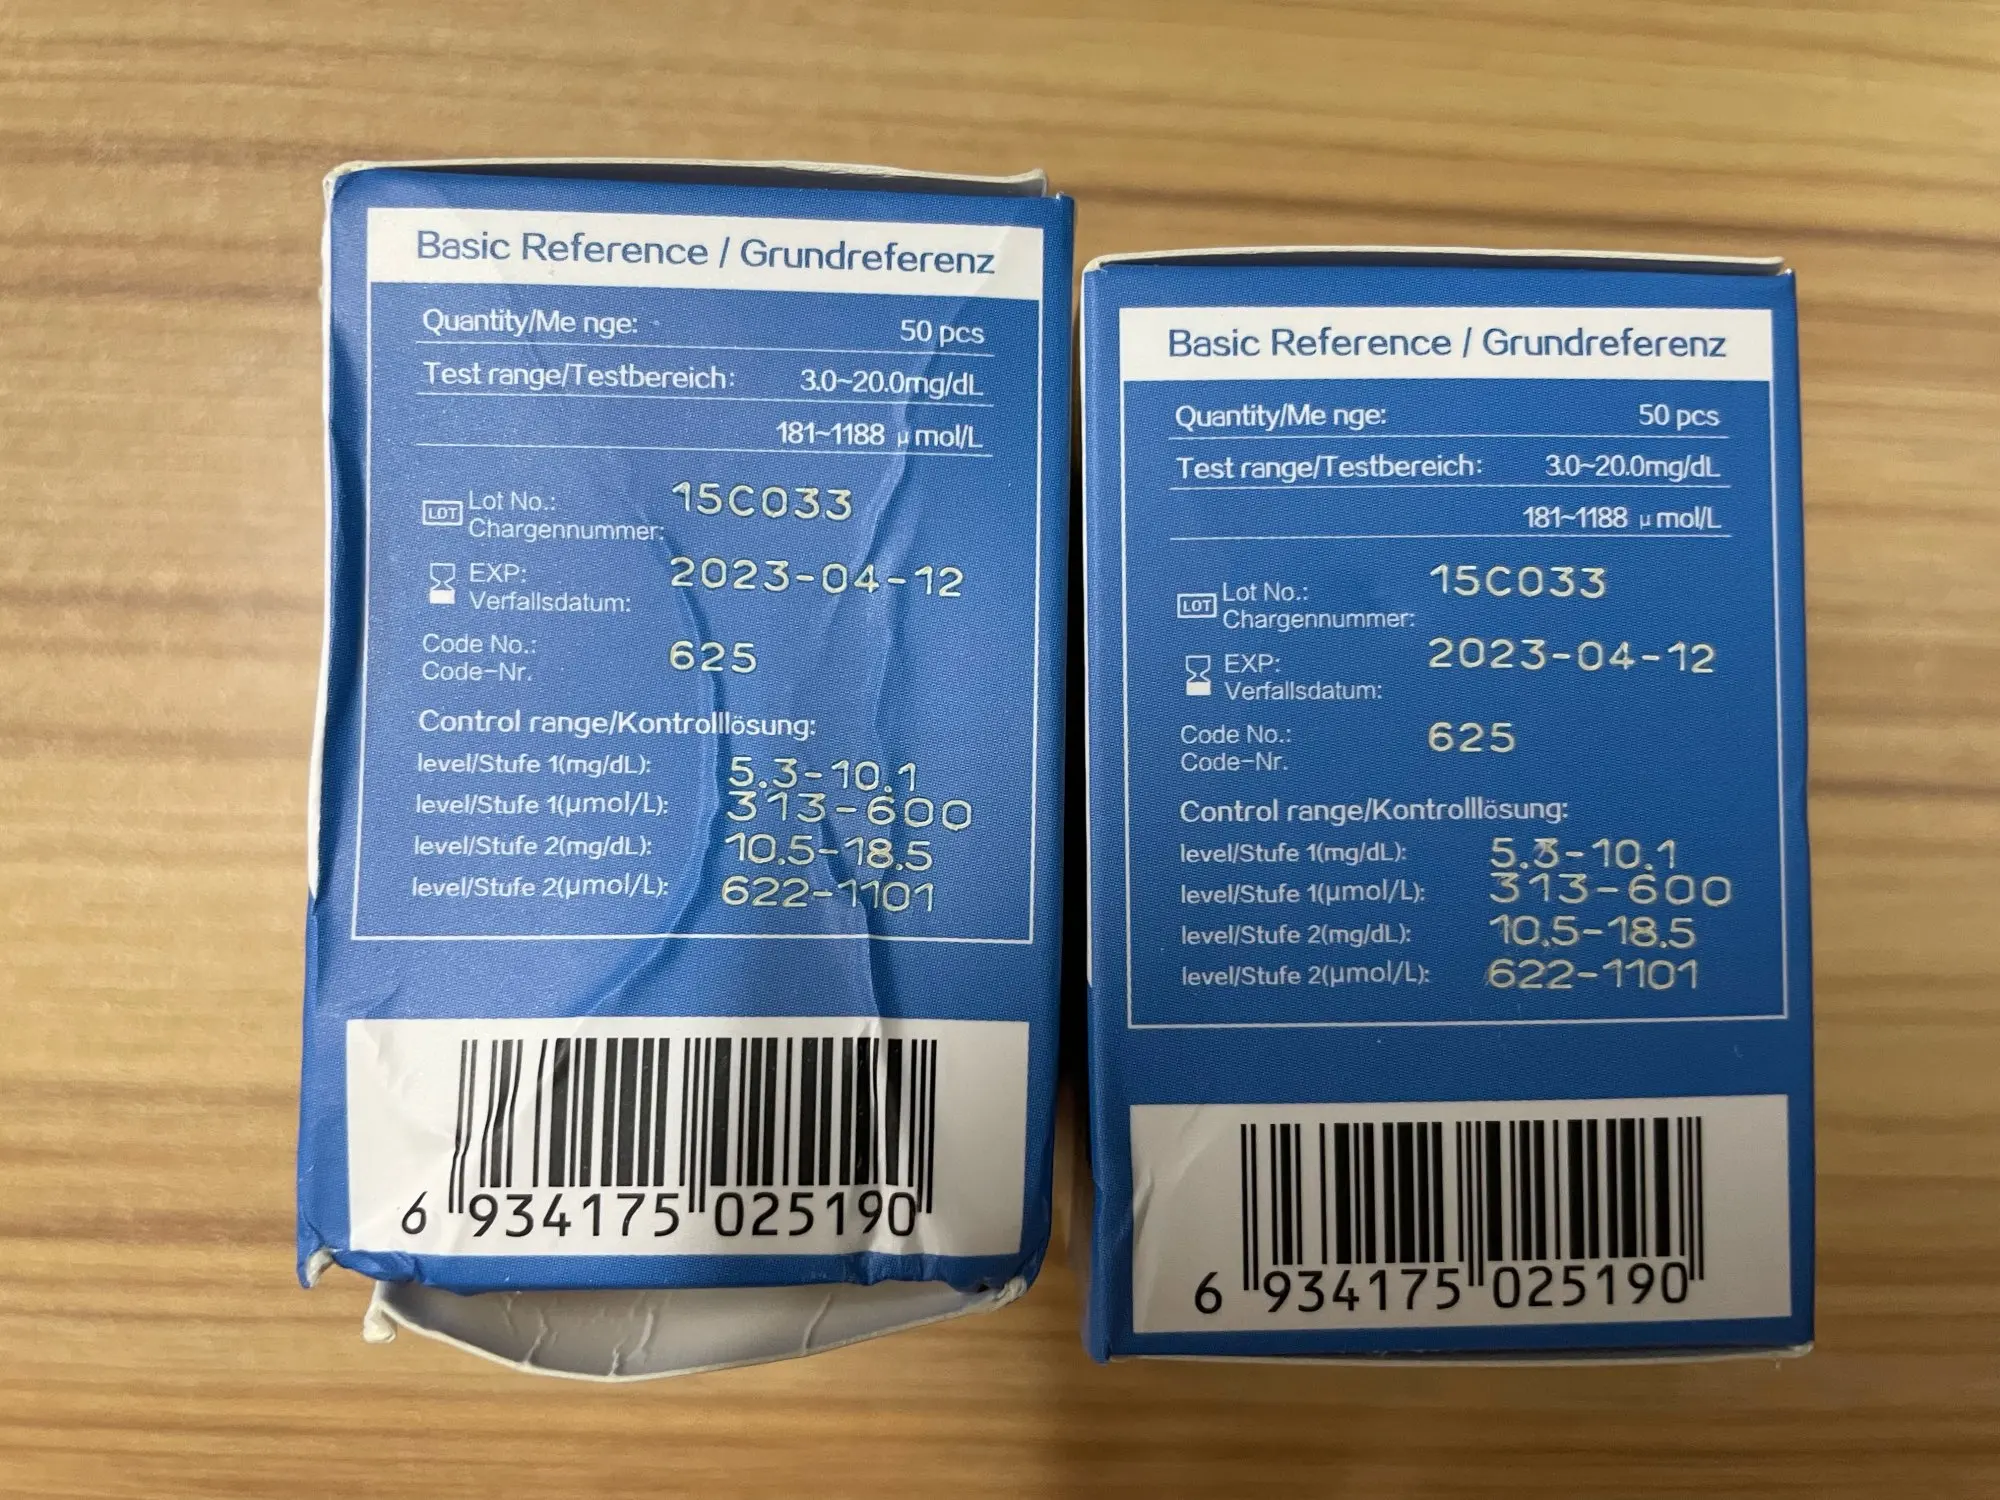 Basic Reference / Grundreferenz
Quantity/Me nge: 50 pcs
Test range/Testbereich: 3.0~20.0mg/dL
181~1188 µ mol/L
LOT Lot No.: 15C033
Chargennummer:
EXP: 2023-04-12
Verfallsdatum:
Code No.: 625
Code-Nr.
Control range/Kontrolllösung:
level/Stufe 1(mg/dL): 5.3-10.1
level/Stufe 1(µmol/L): 313-600
level/Stufe 2(mg/dL): 10.5-18.5
level/Stufe 2(µmol/L): 622-1101
6 934175 025190
Basic Reference / Grundreferenz
Quantity/Me nge: 50 pcs
Test range/Testbereich: 3.0~20.0mg/dL
181~1188 µ mol/L
LOT Lot No.: 15C033
Chargennummer:
EXP: 2023-04-12
Verfallsdatum:
Code No.: 625
Code-Nr.
Control range/Kontrolllösung:
level/Stufe 1(mg/dL): 5.3-10.1
level/Stufe 1(µmol/L): 313-600
level/Stufe 2(mg/dL): 10.5-18.5
level/Stufe 2(µmol/L): 622-1101
6 934175 025190